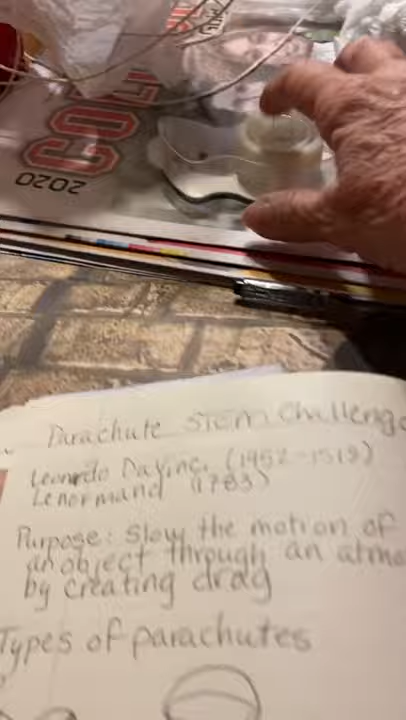 2020
Parachute STEM Challenge
Leonardo Davinci (1952-1519)
Lenormand (1783)
Purpose: Slow the motion of
an object through an atmo
by creating drag
Types of parachutes